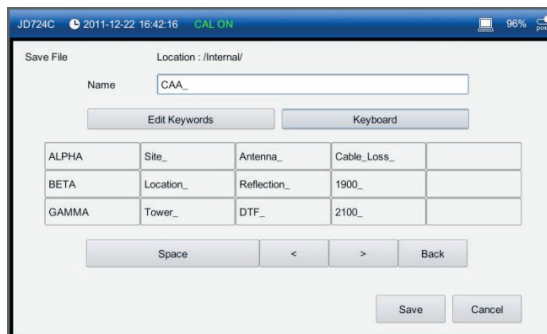 JD724C 2011-12-22 16:42:16 CAL ON 96%
Save File Location : /Internal/
Name CAA_
Edit Keywords Keyboard
ALPHA Site_ Antenna_ Cable_Loss_
BETA Location_ Reflection_ 1900_
GAMMA Tower_ DTF_ 2100_
Space < > Back
Save Cancel